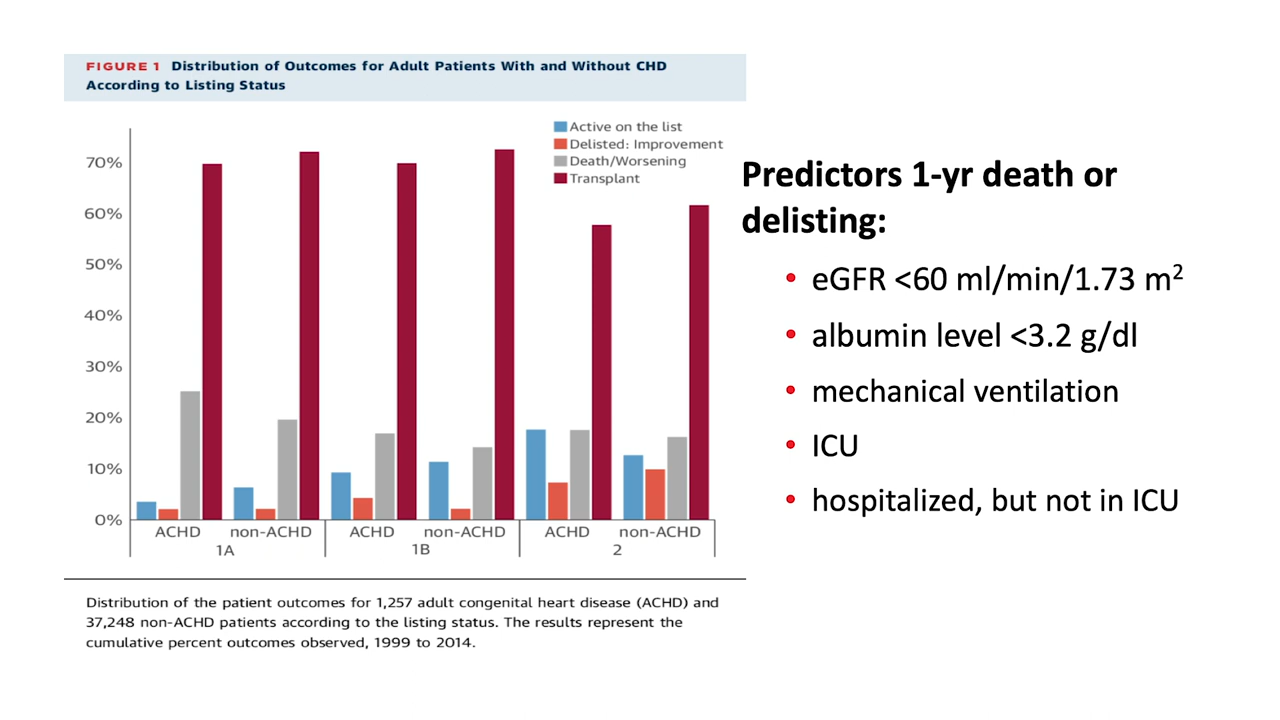 FIGURE 1 Distribution of Outcomes for Adult Patients With and Without CHD
According to Listing Status
Active on the list
Delisted: Improvement
Death/Worsening
Transplant
70%
60%
50%
40%
30%
20%
10%
0%
ACHD non-ACHD ACHD non-ACHD ACHD non-ACHD
1A 1B 2
Distribution of the patient outcomes for 1,257 adult congenital heart disease (ACHD) and
37,248 non-ACHD patients according to the listing status. The results represent the
cumulative percent outcomes observed, 1999 to 2014.
Predictors 1-yr death or
delisting:
• eGFR <60 ml/min/1.73 m²
• albumin level <3.2 g/dl
• mechanical ventilation
• ICU
• hospitalized, but not in ICU